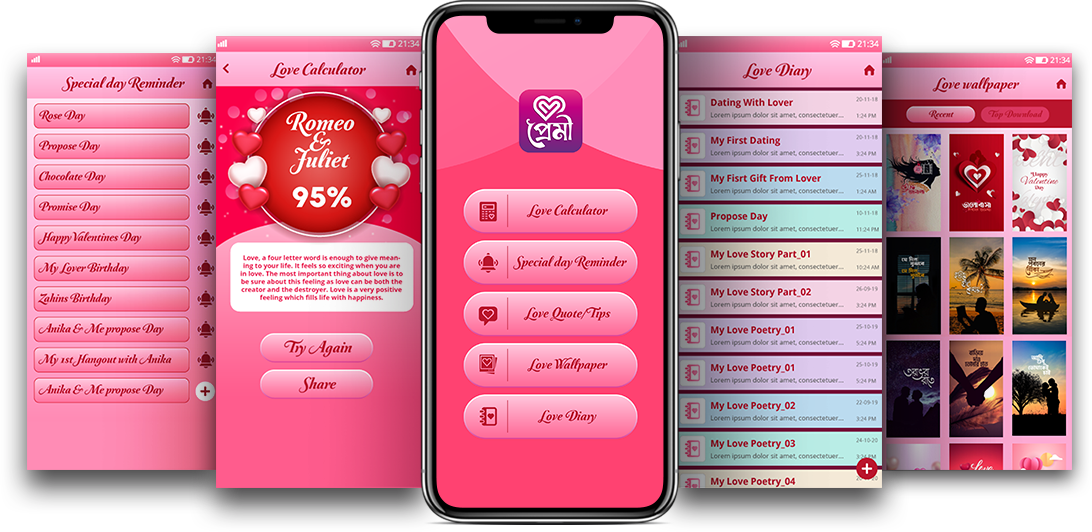 21:34
Special day Reminder
Rose Day
Propose Day
Chocolate Day
Promise Day
Happy Valentines Day
My Lover Birthday
Zahins Birthday
Anika & Me propose Day
My 1st, Hangout with Anika
Anika & Me propose Day
21:34
Love Calculator
Romeo
&
Juliet
95%
Love, a four letter word is enough to give mean-
ing to your life. It feels so exciting when you are
in love. The most important thing about love is to
be sure about this feeling as love can be both the
creator and the destroyer. Love is a very positive
feeling which fills life with happiness.
Try Again
Share
প্রেমী
Love Calculator
Special day Reminder
Love Quote/Tips
Love Wallpaper
Love Diary
21:34
Love Diary
Dating With Lover
20-11-18
1:24 PM
My First Dating
20-11-18
Lorem ipsum dolor sit amet, consectetuer...
3:24 PM
My Fisrt Gift From Lover
25-11-18
Lorem ipsum dolor sit amet, consectetuer...
1:24 AM
Propose Day
10-11-18
Lorem ipsum dolor sit amet, consectetuer...
11:24 PM
My Love Story Part_01
25-11-18
Lorem ipsum dolor sit amet, consectetuer...
10:24 AM
My Love Story Part_02
26-09-19
Lorem ipsum dolor sit amet, consectetuer...
3:24 AM
My Love Poetry_01
25-10-19
Lorem ipsum dolor sit amet, consectetuer...
5:24 PM
My Love Poetry_01
25-10-19
Lorem ipsum dolor sit amet, consectetuer...
5:24 PM
My Love Poetry_02
22-09-19
Lorem ipsum dolor sit amet, consectetuer...
3:24 PM
My Love Poetry_03
24-10-20
Lorem ipsum dolor sit amet, consectetuer...
3:24 PM
My Love Poetry_04
21:34
Love wallpaper
Recent
Top Download
Happy
Valentine
Day
ভালোবাসা
love